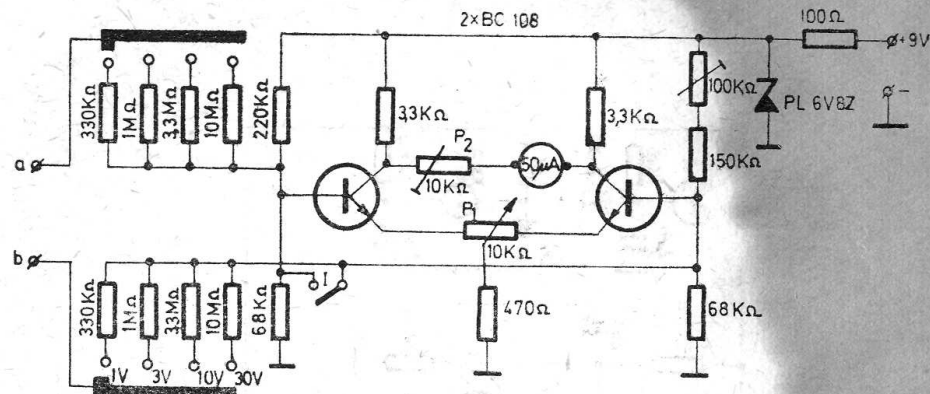 2×BC 108
100Ω
+9V
-
330KΩ
1MΩ
3,3MΩ
10MΩ
220KΩ
3,3KΩ
3,3KΩ
100KΩ
PL 6V8Z
a
P2
50μA
10KΩ
150KΩ
P1
10KΩ
b
330KΩ
1MΩ
3,3MΩ
10MΩ
68KΩ
I
470Ω
68KΩ
1V
3V
10V
30V